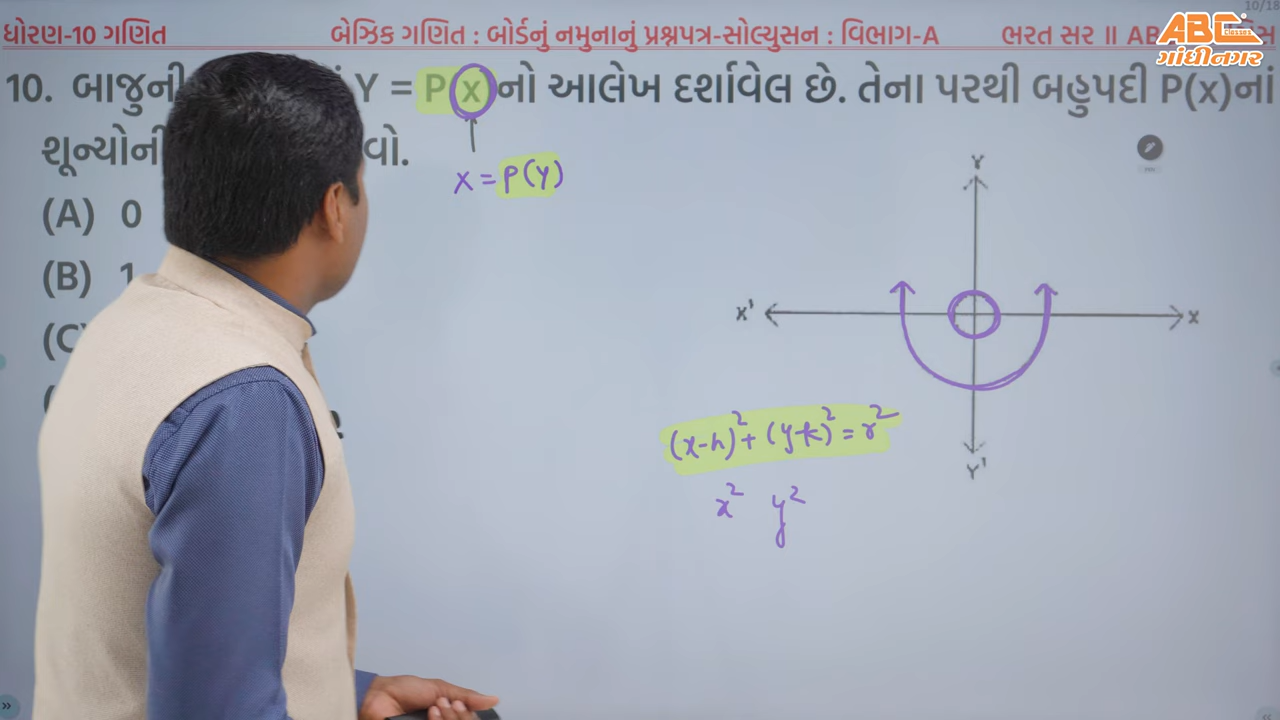 10/18
ધોરણ-10 ગણિત
બેઝિક ગણિત : બોર્ડનું નમુનાનું પ્રશ્નપત્ર-સોલ્યુસન : વિભાગ-A
ભરત સર ॥ AB
ABC
Classes
ગાંધીનગર
10. બાજુની Y = P(x)નો આલેખ દર્શાવેલ છે. તેના પરથી બહુપદી P(x)નાં
શૂન્યોની
x = P(y)
(A) 0
(B) 1
(C)
Y
X' X
Y'
(x-h)² + (y-k)² = r²
x² y²